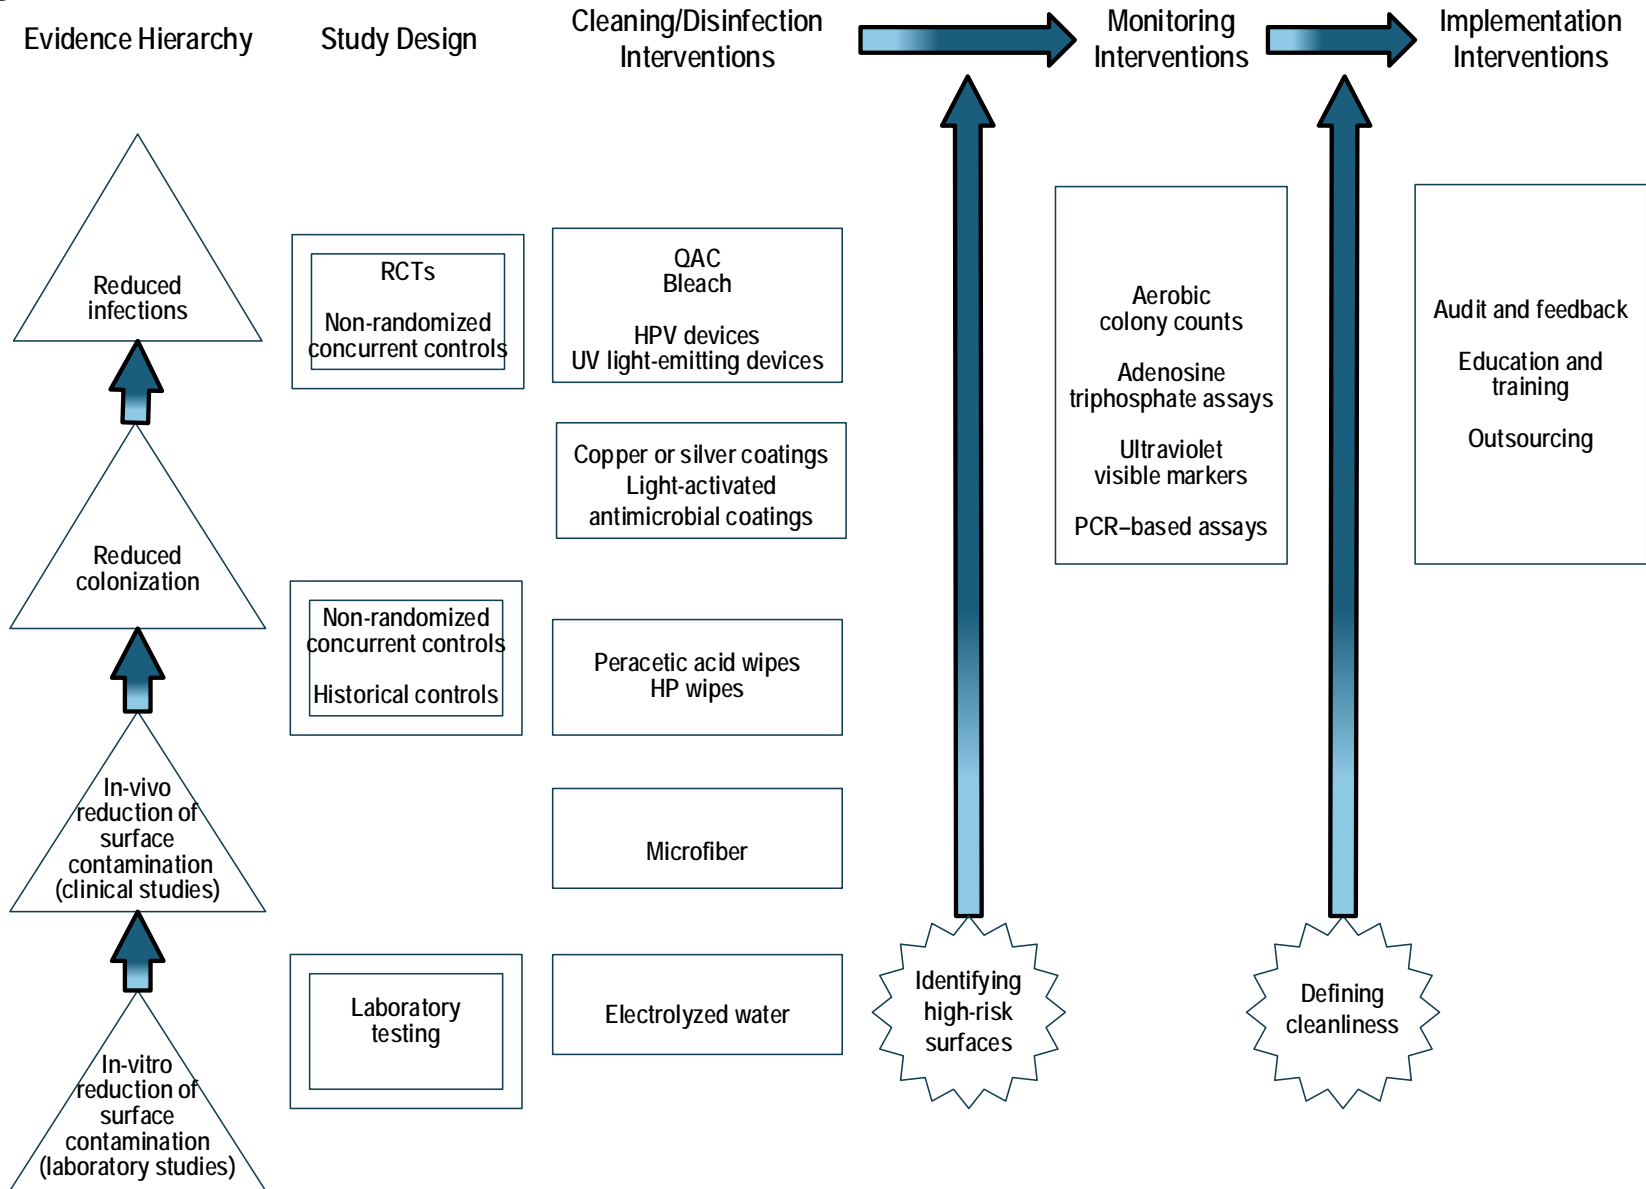 Evidence Hierarchy
Study Design
Cleaning/Disinfection
Interventions
Monitoring
Interventions
Implementation
Interventions
Reduced
infections
Reduced
colonization
In-vivo
reduction of
surface
contamination
(clinical studies)
In-vitro
reduction of
surface
contamination
(laboratory studies)
RCTs
Non-randomized
concurrent controls
Non-randomized
concurrent controls
Historical controls
Laboratory
testing
QAC
Bleach
HPV devices
UV light-emitting devices
Copper or silver coatings
Light-activated
antimicrobial coatings
Peracetic acid wipes
HP wipes
Microfiber
Electrolyzed water
Identifying
high-risk
surfaces
Aerobic
colony counts
Adenosine
triphosphate assays
Ultraviolet
visible markers
PCR–based assays
Defining
cleanliness
Audit and feedback
Education and
training
Outsourcing